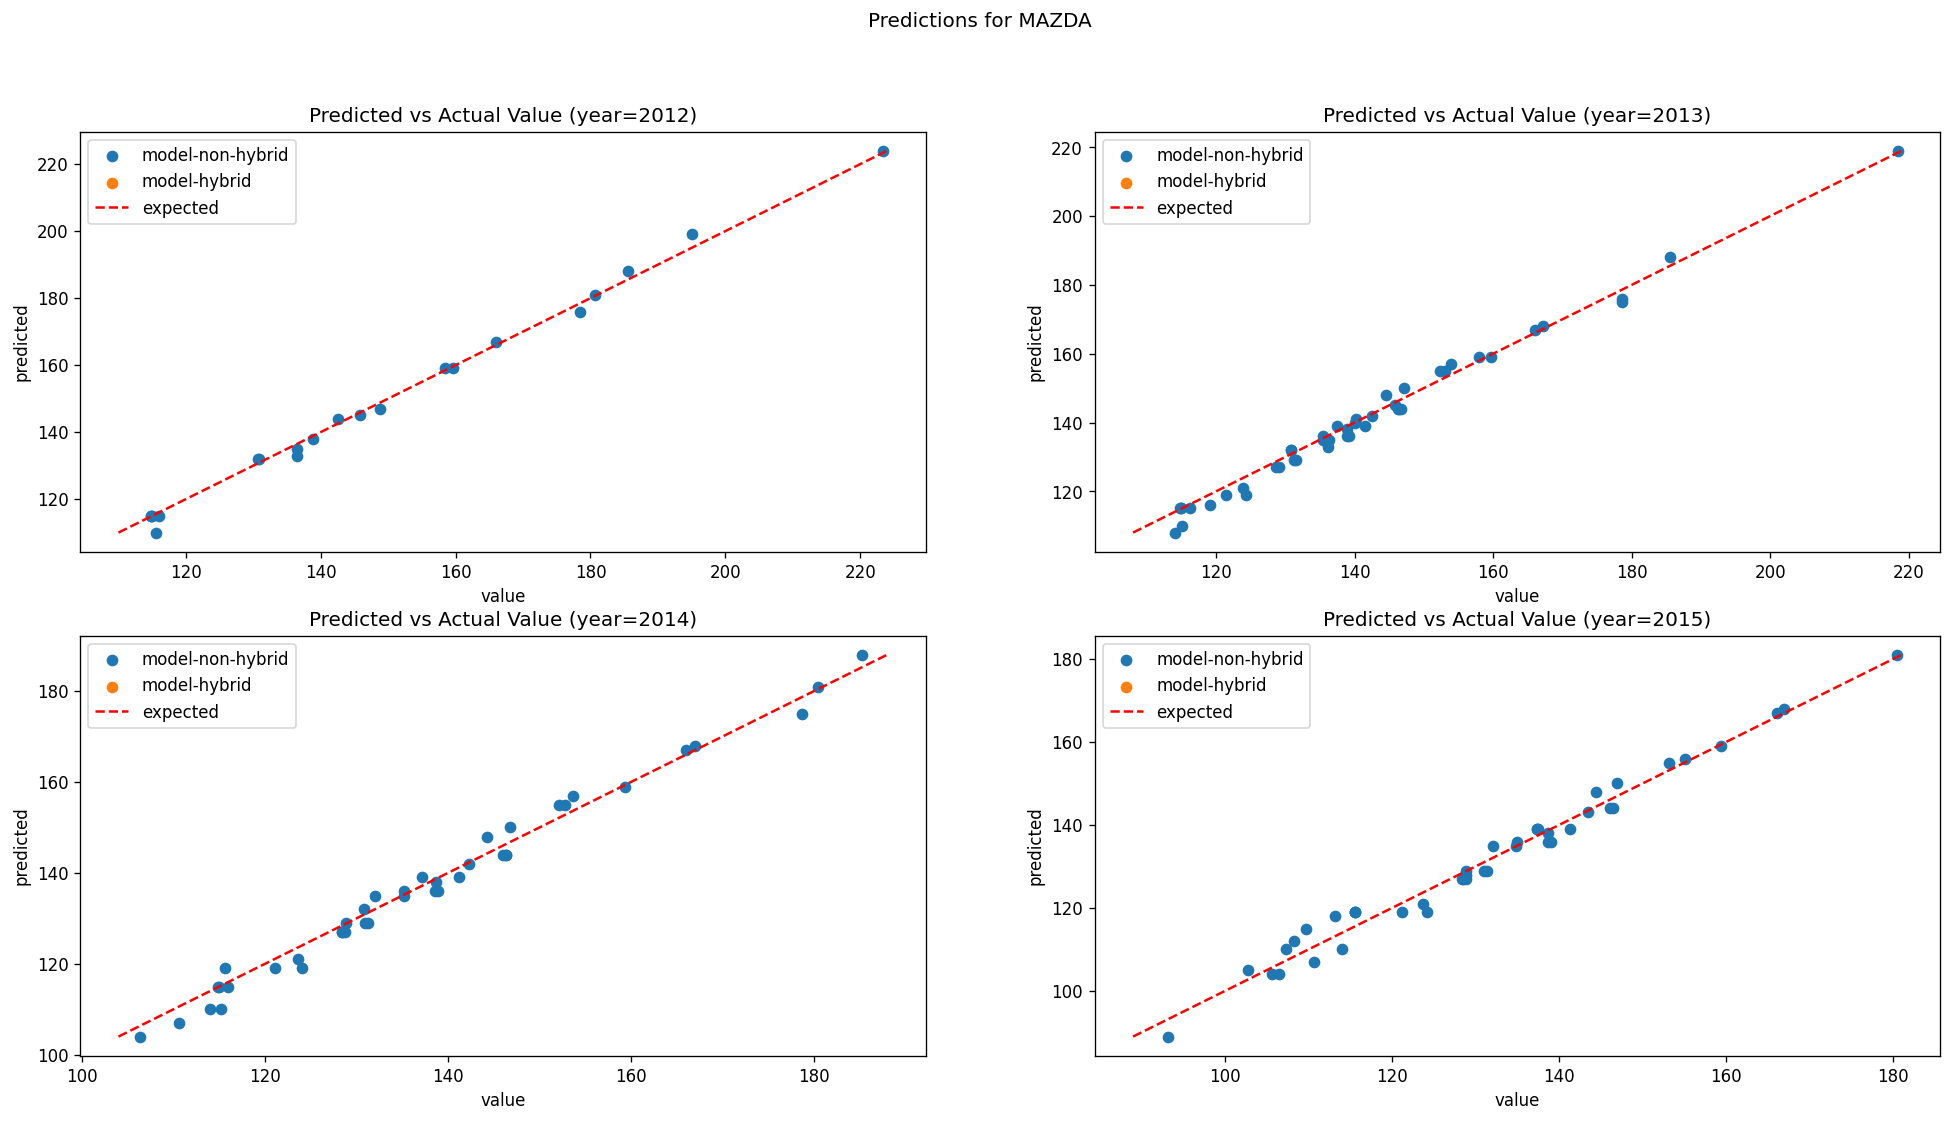 Predictions for MAZDA
Predicted vs Actual Value (year=2012)
model-non-hybrid
model-hybrid
expected
220
200
180
160
140
120
predicted
120 140 160 180 200 220
value
Predicted vs Actual Value (year=2013)
model-non-hybrid
model-hybrid
expected
220
200
180
160
140
120
predicted
120 140 160 180 200 220
value
Predicted vs Actual Value (year=2014)
model-non-hybrid
model-hybrid
expected
180
160
140
120
100
predicted
100 120 140 160 180
value
Predicted vs Actual Value (year=2015)
model-non-hybrid
model-hybrid
expected
180
160
140
120
100
predicted
100 120 140 160 180
value